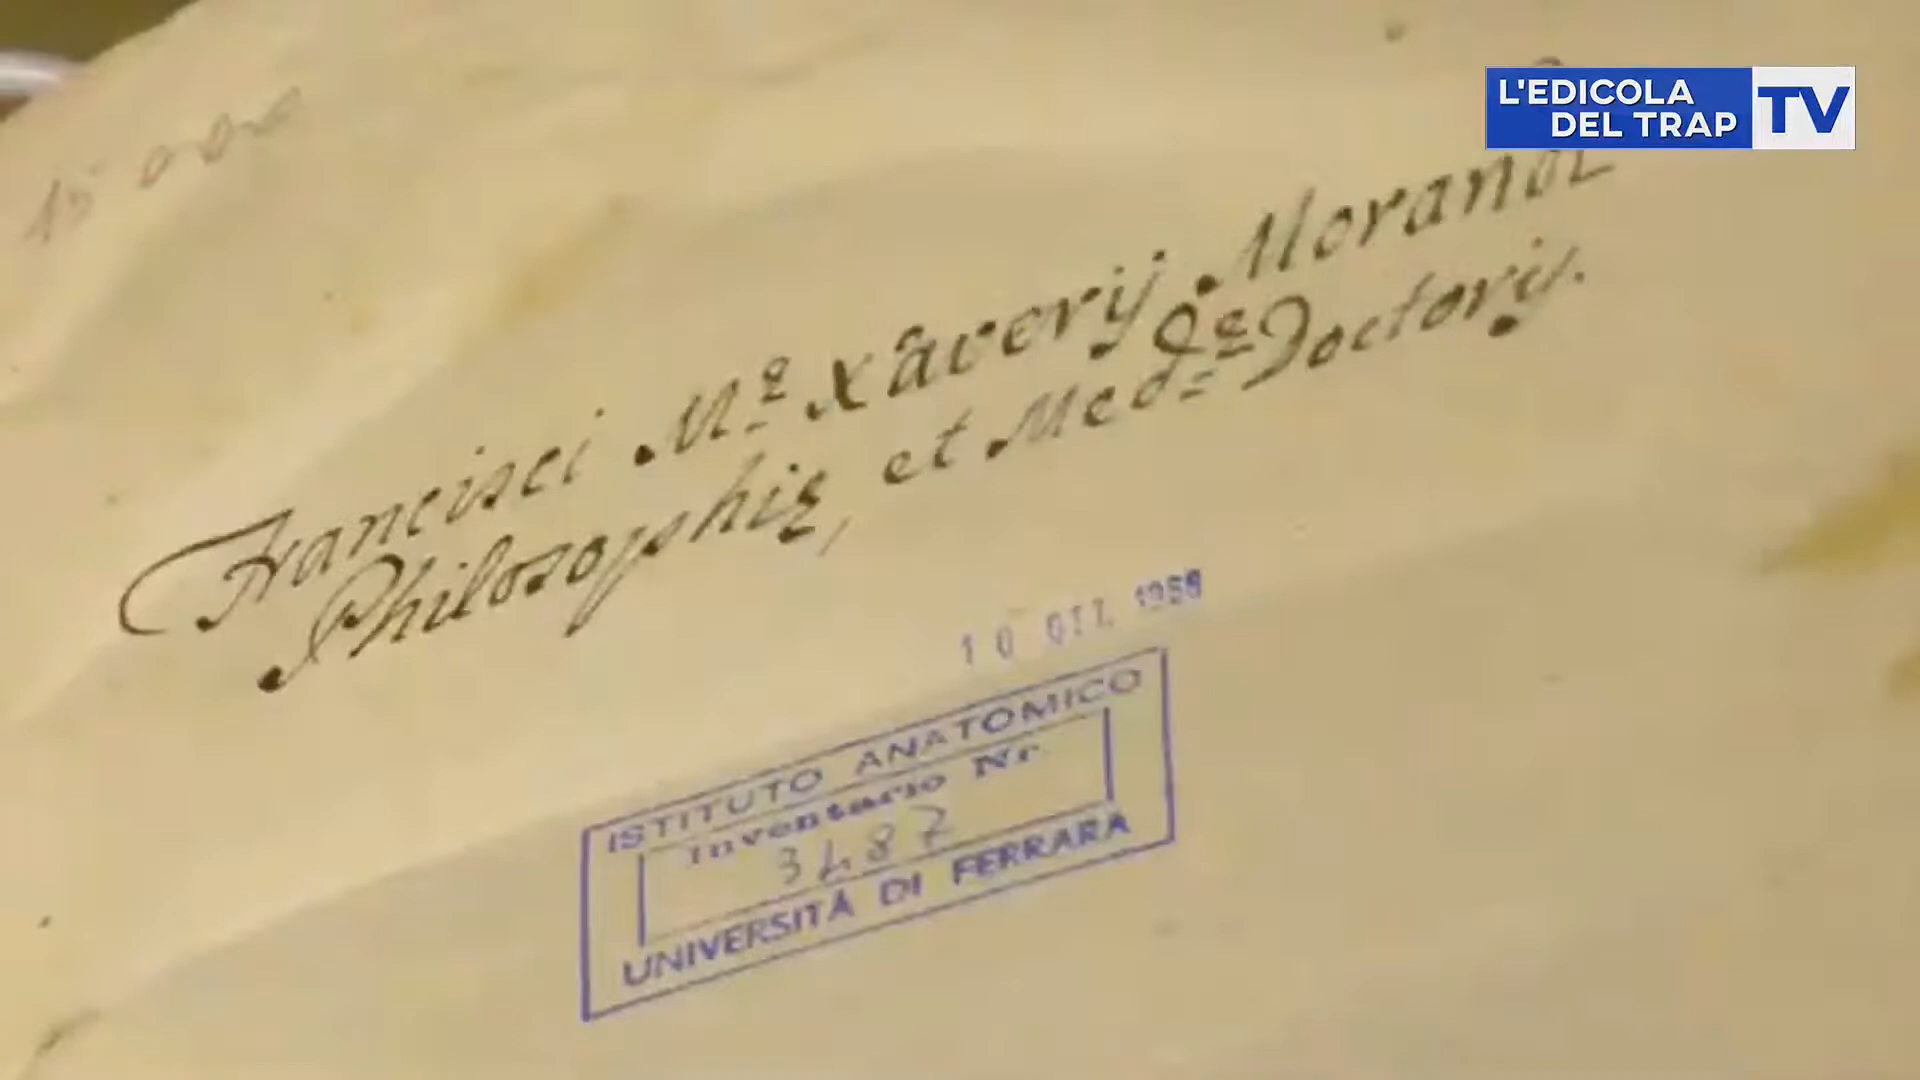 L'EDICOLA
DEL TRAP TV
Francisci M.ª Xaverij Morandi
Philosophię, et Med.ę Doctoris.
10 OTT. 1958
ISTITUTO ANATOMICO
Inventario Nr
3487
UNIVERSITÀ DI FERRARA